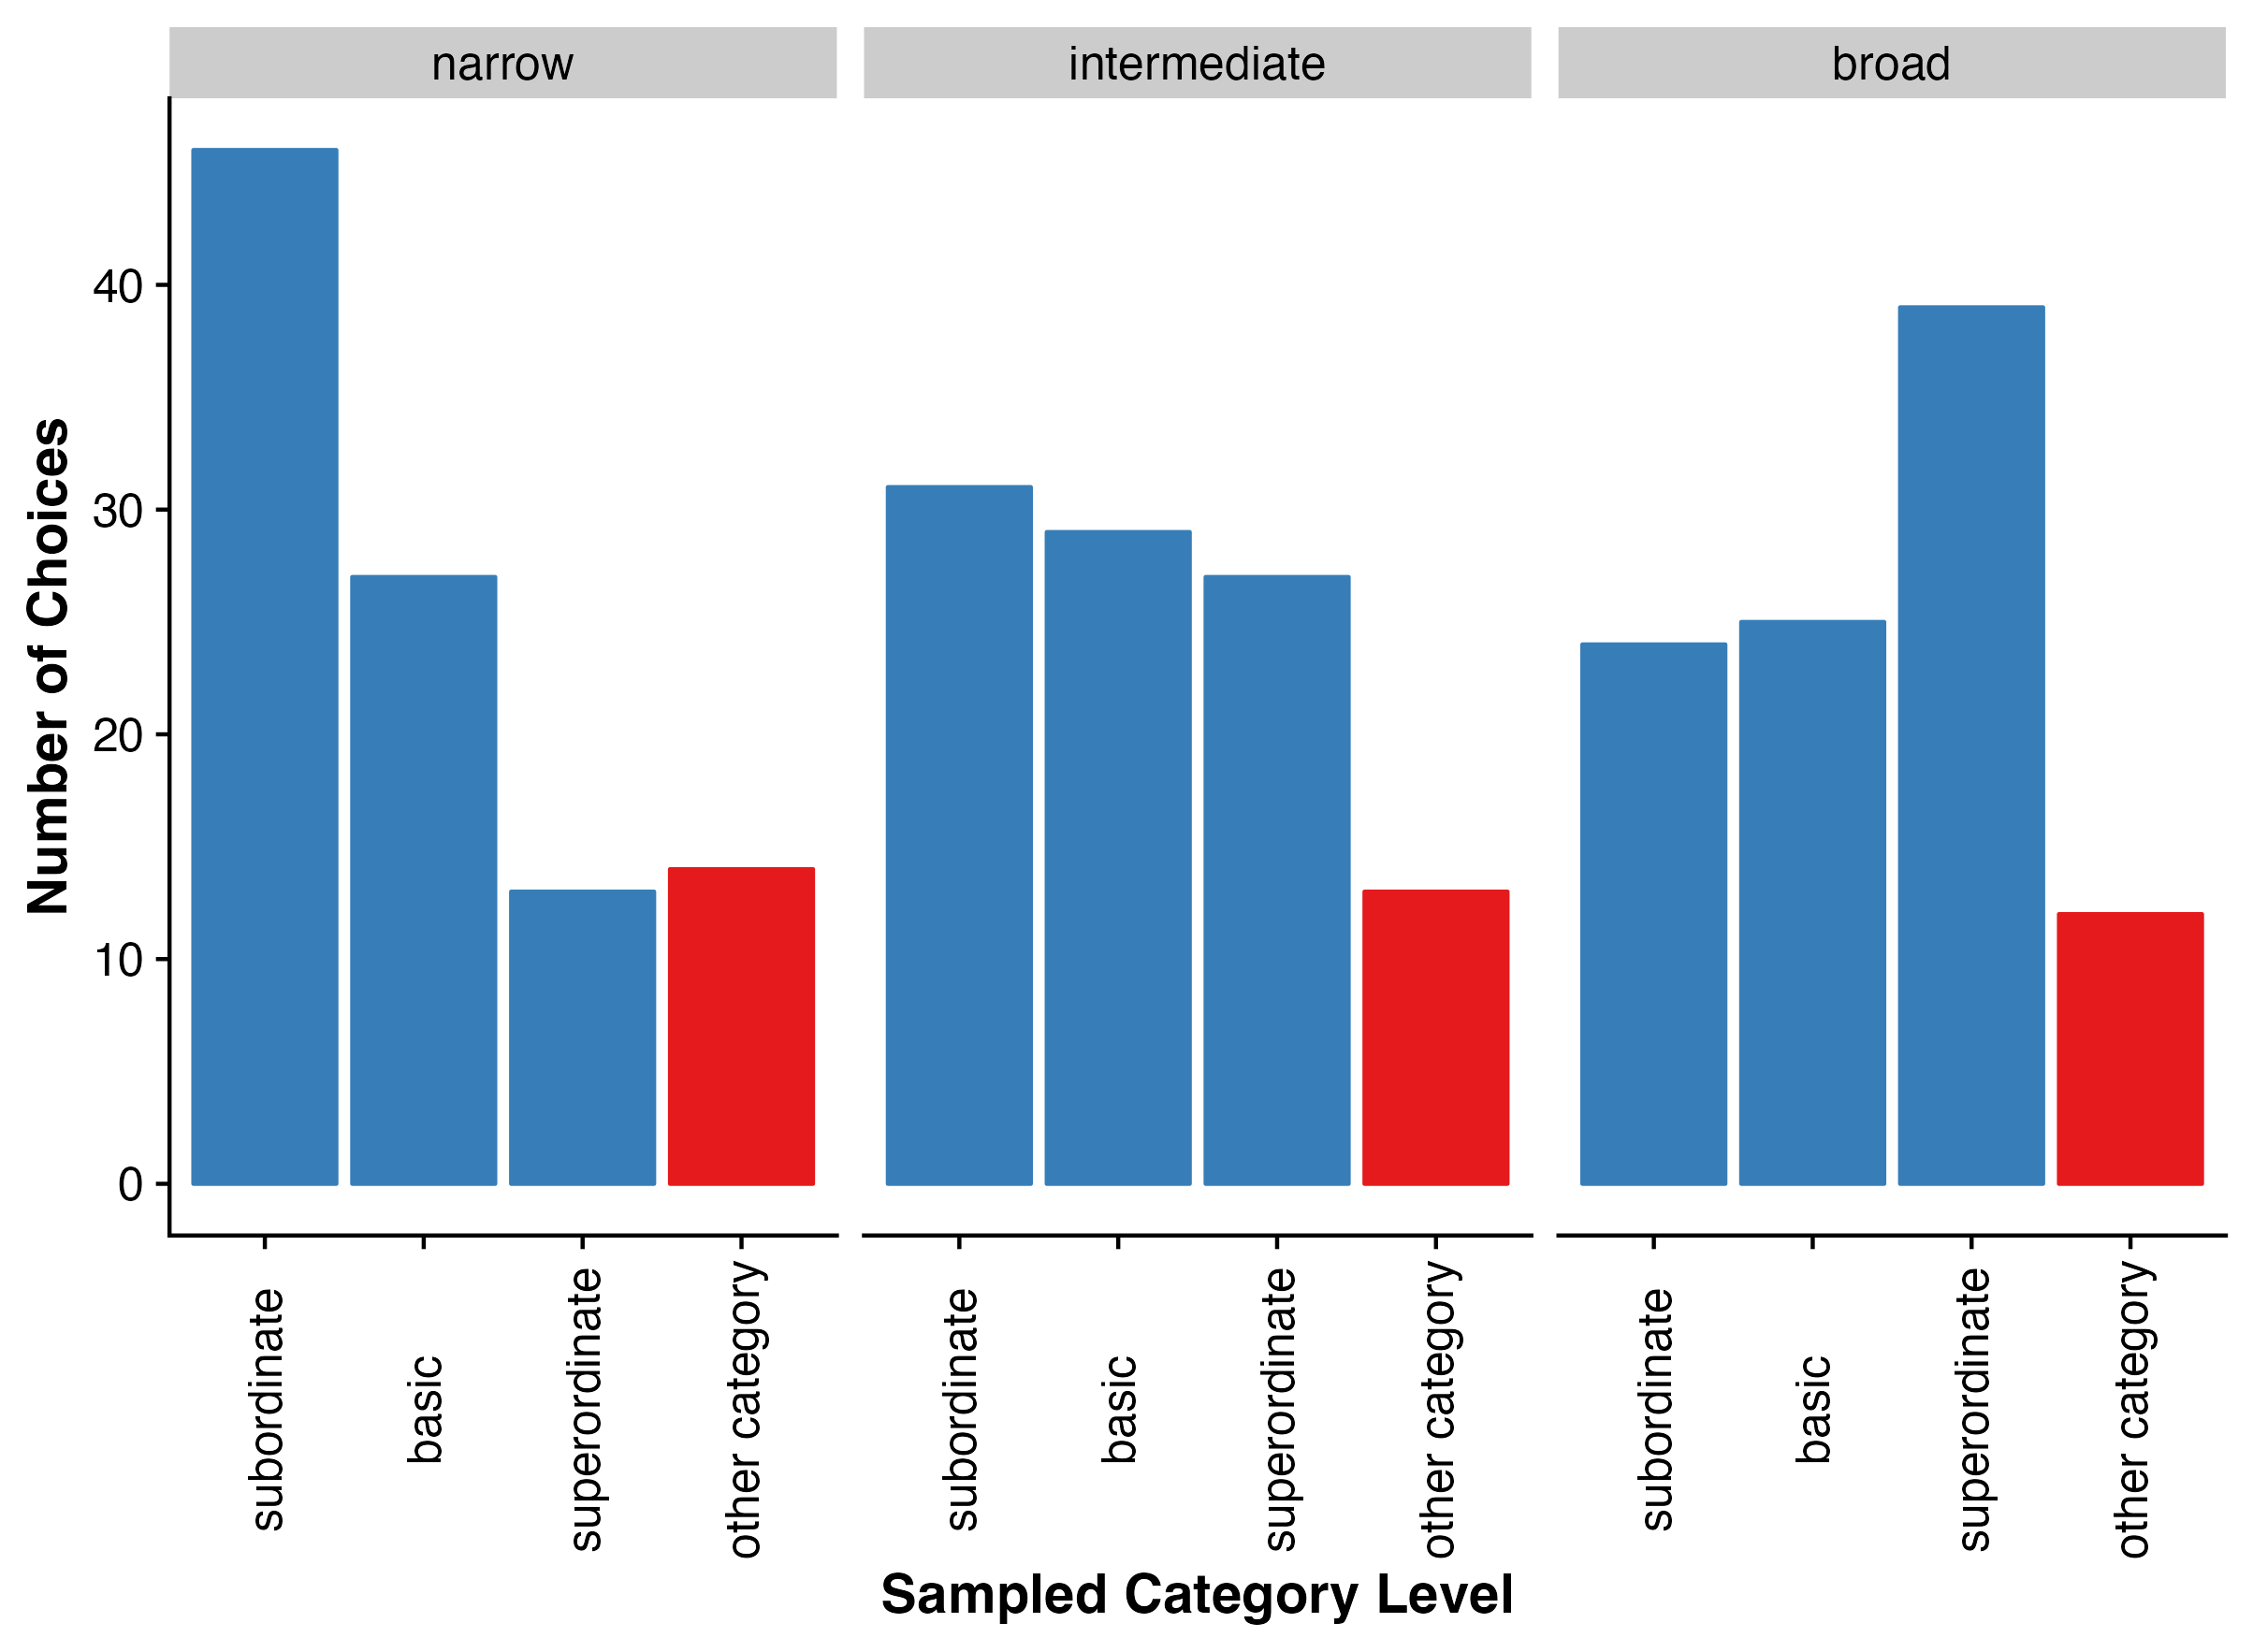 narrow intermediate broad
Number of Choices
40
30
20
10
0
subordinate basic superordinate other category subordinate basic superordinate other category subordinate basic superordinate other category
Sampled Category Level